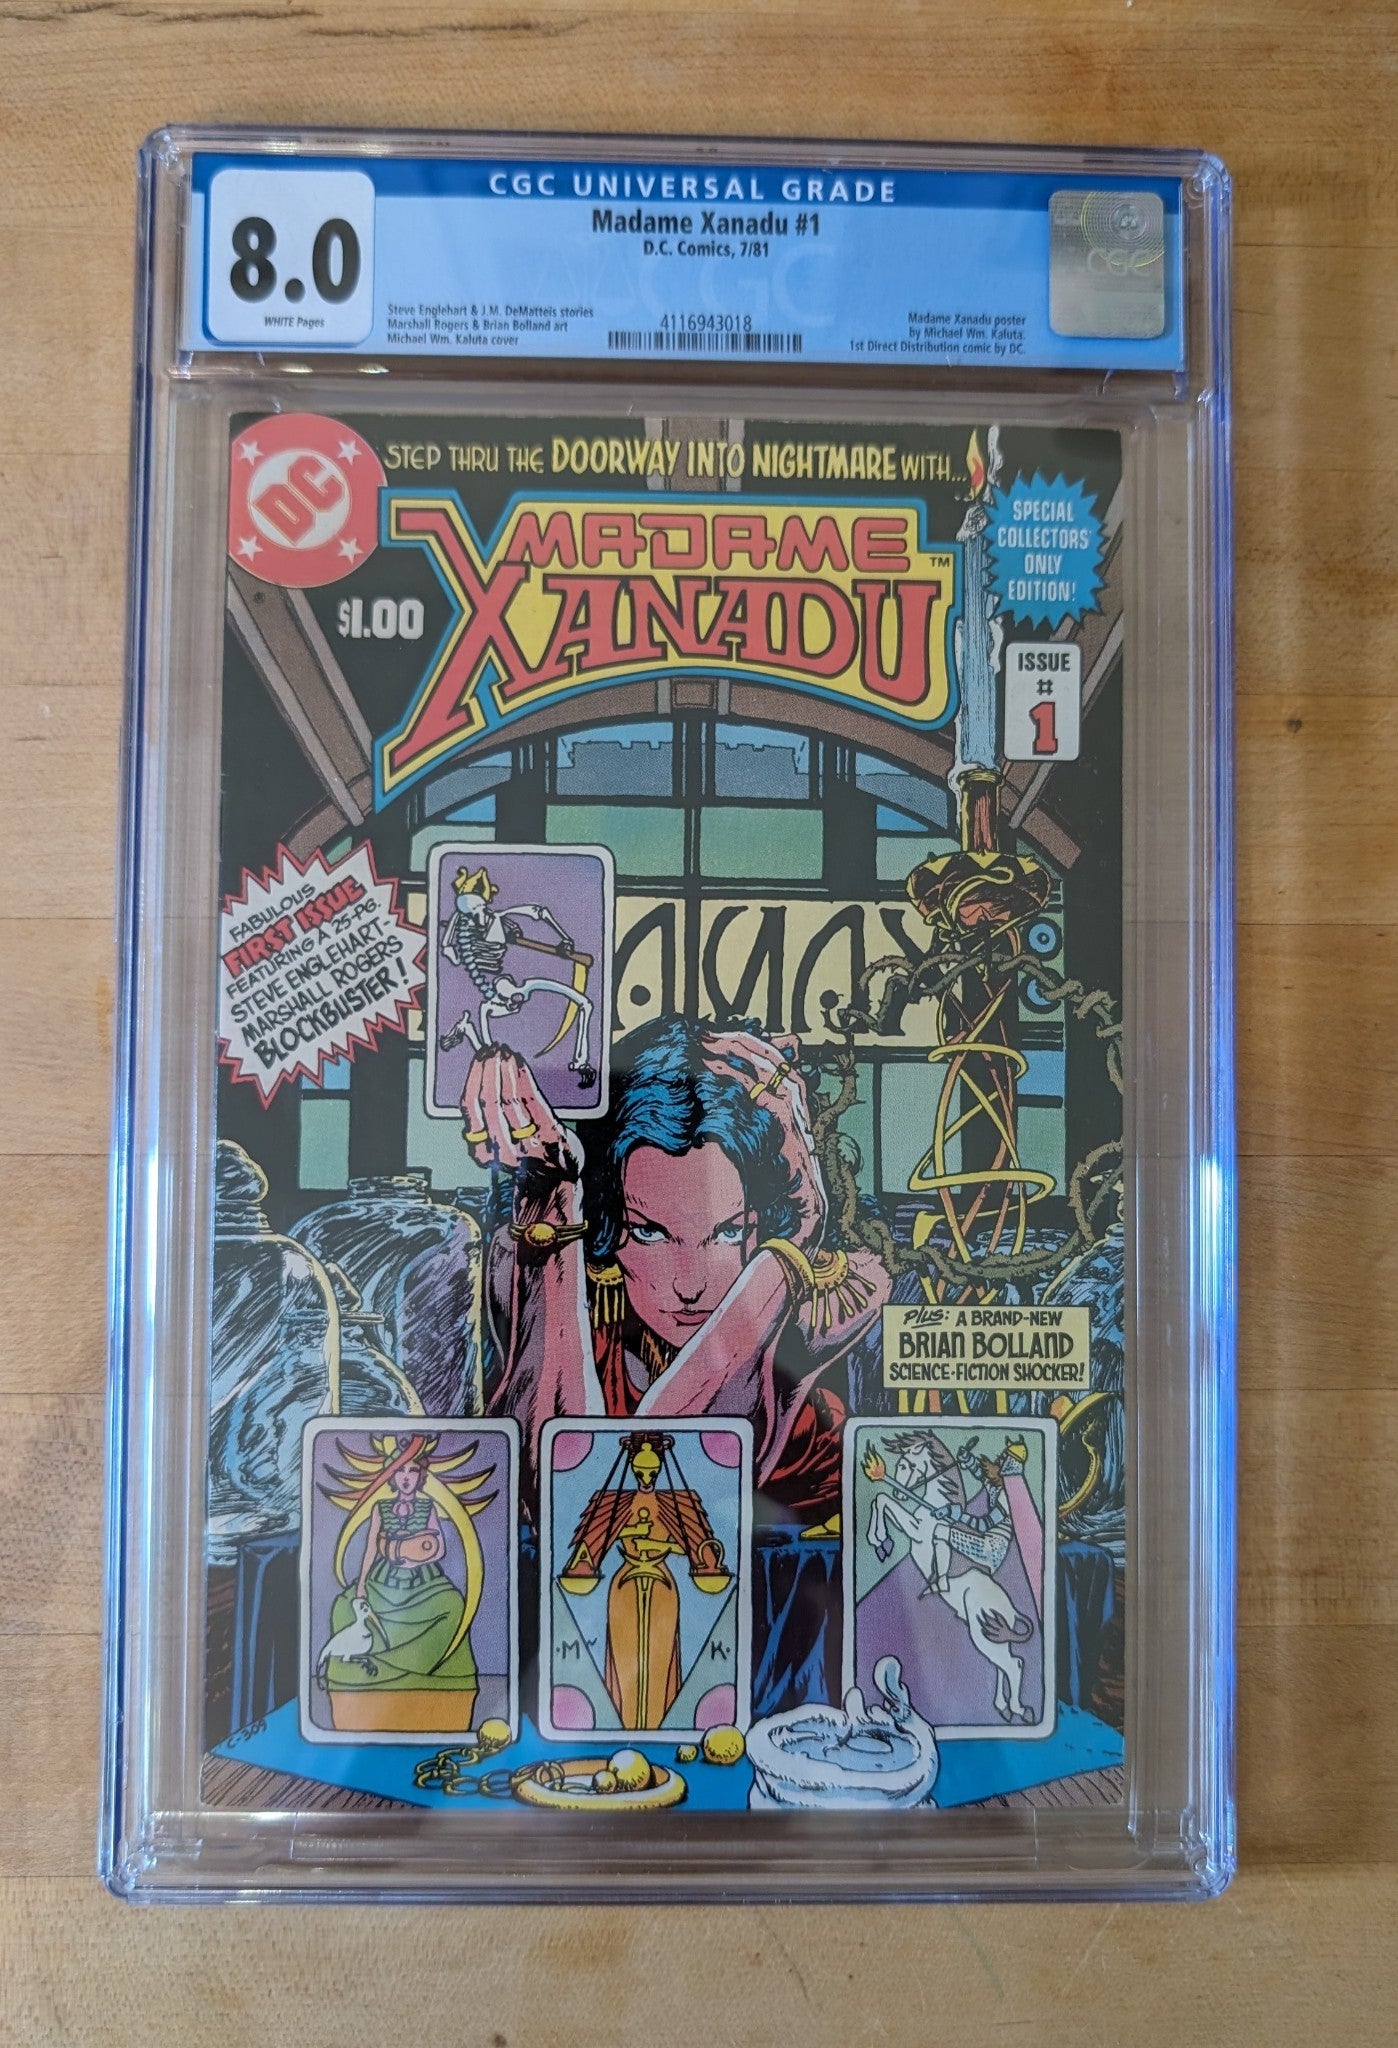 CGC UNIVERSAL GRADE
8.0
WHITE Pages
Madame Xanadu #1
D.C. Comics, 7/81
Steve Englehart & J.M. DeMatteis stories
Marshall Rogers & Brian Bolland art
Michael Wm. Kaluta cover
4116943018
Madame Xanadu poster
by Michael Wm. Kaluta.
1st Direct Distribution comic by DC.
CGC
CGC
DC
STEP THRU THE DOORWAY INTO NIGHTMARE WITH...
MADAME
XANADU™
$1.00
SPECIAL
COLLECTORS'
ONLY
EDITION!
ISSUE
#
1
FABULOUS
FIRST ISSUE
FEATURING A 25-PG.
STEVE ENGLEHART-
MARSHALL ROGERS
BLOCKBUSTER!
PLUS: A BRAND-NEW
BRIAN BOLLAND
SCIENCE-FICTION SHOCKER!
A Ω
·M~ K·
C-309